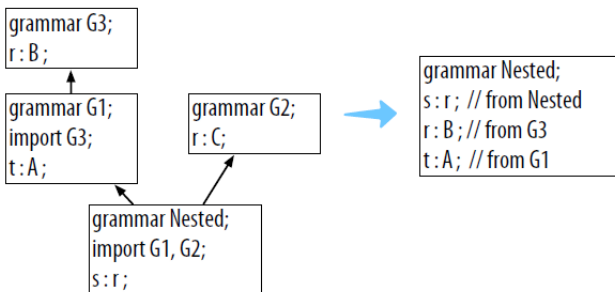 grammar G3;
r : B ;
grammar G1;
import G3;
t : A ;
grammar G2;
r : C;
grammar Nested;
import G1, G2;
s : r ;
grammar Nested;
s : r ; // from Nested
r : B ; // from G3
t : A ; // from G1